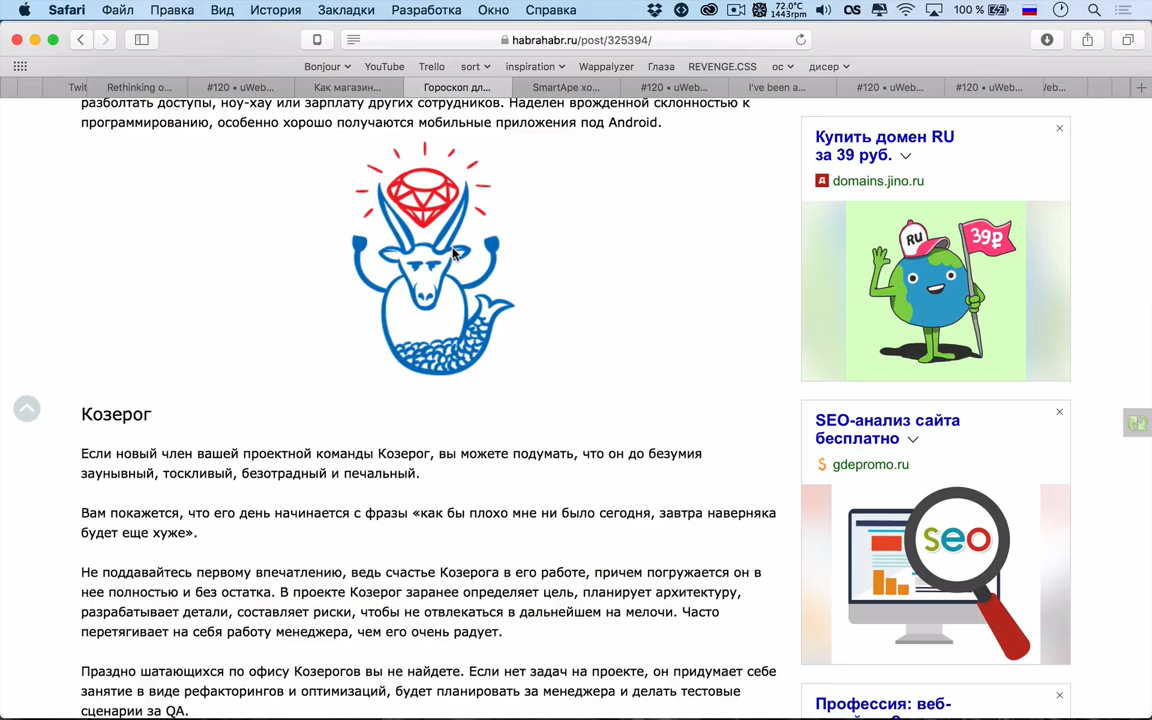 Safari Файл Правка Вид История Закладки Разработка Окно Справка 72.0°C 1443rpm 100 %
habrahabr.ru/post/325394/
Bonjour YouTube Trello sort inspiration Wappalyzer Глаза REVENGE.CSS ос дисер
Twit Rethinking o... #120 • uWeb... Как магазин... Гороскоп дл... SmartApe хо... #120 • uWeb... I've been a... #120 • uWeb... #120 • uWeb... /eb...
разболтать доступы, ноу-хау или зарплату других сотрудников. Наделен врожденной склонностью к
программированию, особенно хорошо получаются мобильные приложения под Android.
Козерог
Если новый член вашей проектной команды Козерог, вы можете подумать, что он до безумия
заунывный, тоскливый, безотрадный и печальный.
Вам покажется, что его день начинается с фразы «как бы плохо мне ни было сегодня, завтра наверняка
будет еще хуже».
Не поддавайтесь первому впечатлению, ведь счастье Козерога в его работе, причем погружается он в
нее полностью и без остатка. В проекте Козерог заранее определяет цель, планирует архитектуру,
разрабатывает детали, составляет риски, чтобы не отвлекаться в дальнейшем на мелочи. Часто
перетягивает на себя работу менеджера, чем его очень радует.
Праздно шатающихся по офису Козерогов вы не найдете. Если нет задач на проекте, он придумает себе
занятие в виде рефакторингов и оптимизаций, будет планировать за менеджера и делать тестовые
сценарии за QA.
Купить домен RU
за 39 руб.
domains.jino.ru
RU
39₽
SEO-анализ сайта
бесплатно
gdepromo.ru
seo
Профессия: веб-